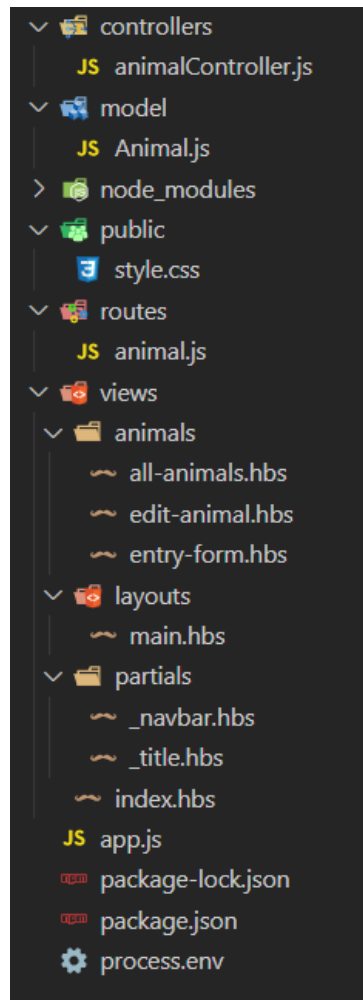 controllers
JS animalController.js
model
JS Animal.js
node_modules
public
style.css
routes
JS animal.js
views
animals
all-animals.hbs
edit-animal.hbs
entry-form.hbs
layouts
main.hbs
partials
_navbar.hbs
_title.hbs
index.hbs
JS app.js
package-lock.json
package.json
process.env